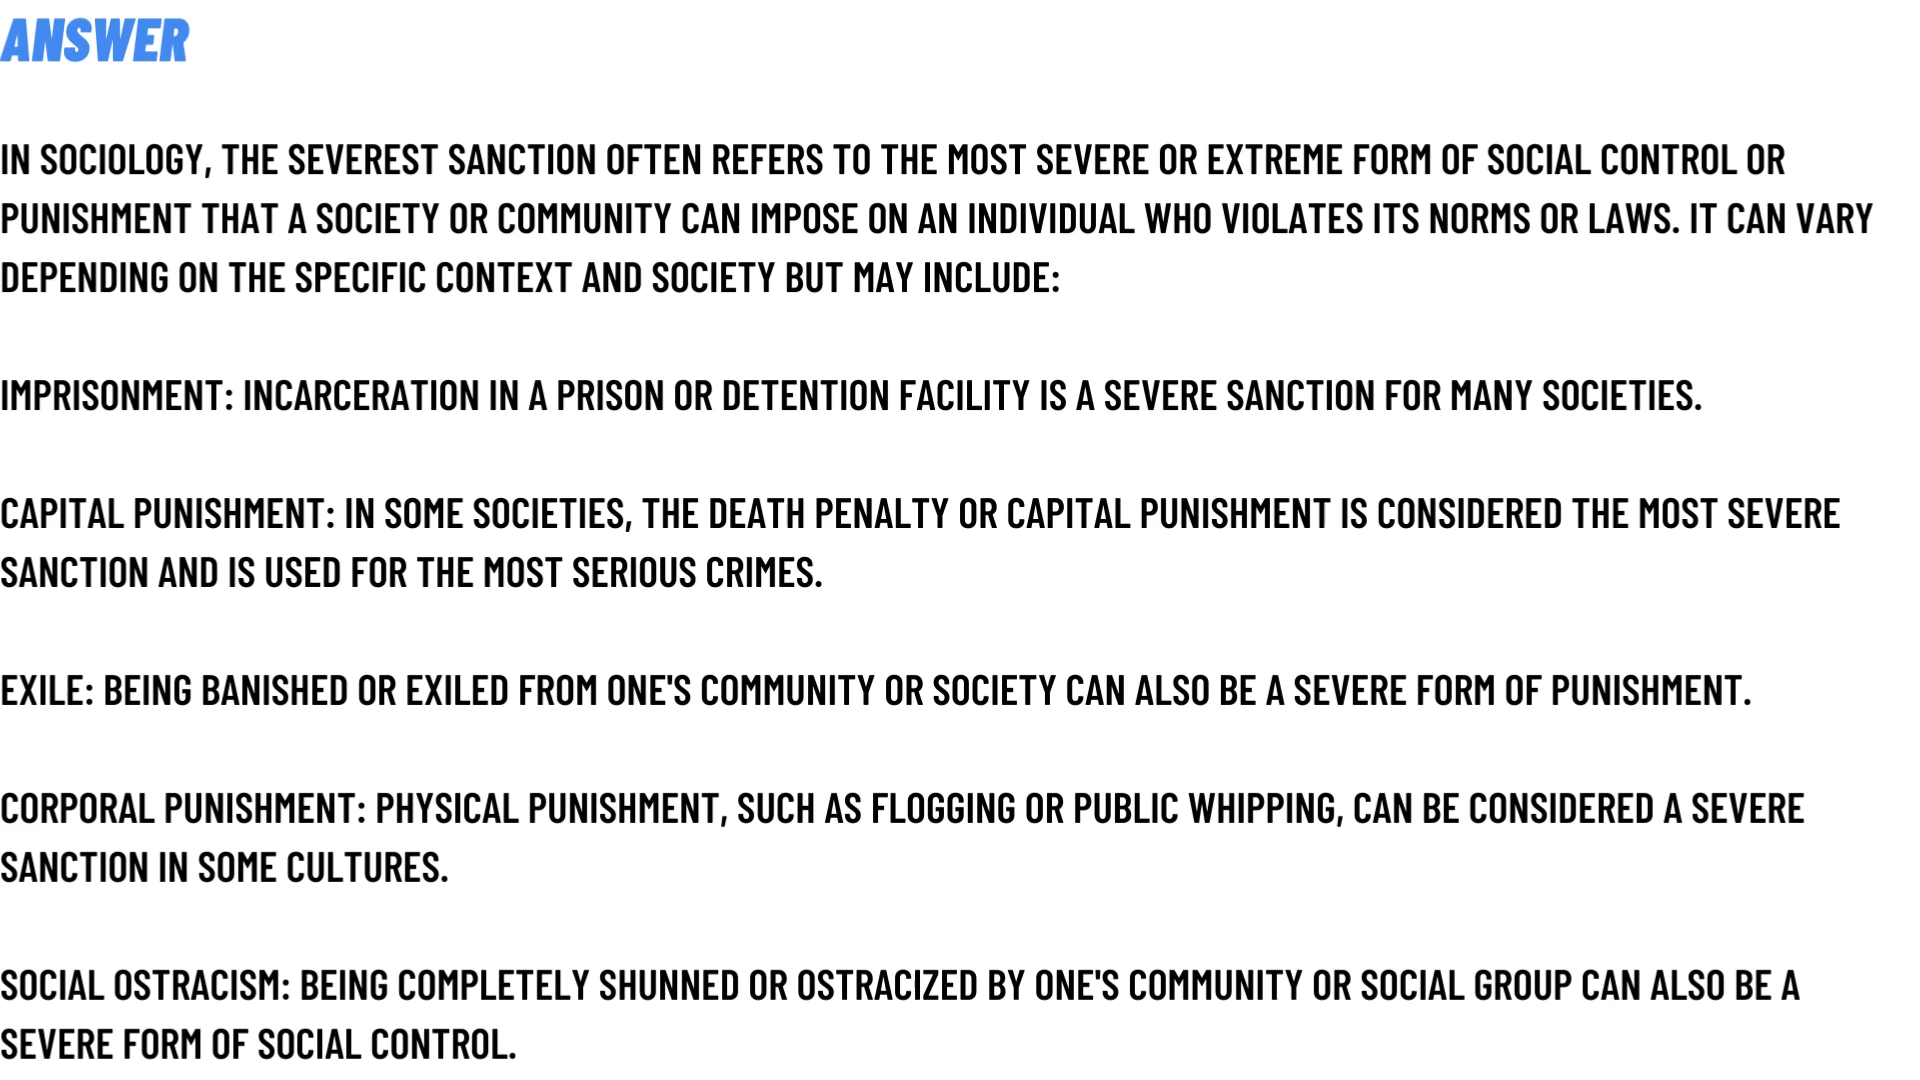 ANSWER
IN SOCIOLOGY, THE SEVEREST SANCTION OFTEN REFERS TO THE MOST SEVERE OR EXTREME FORM OF SOCIAL CONTROL OR
PUNISHMENT THAT A SOCIETY OR COMMUNITY CAN IMPOSE ON AN INDIVIDUAL WHO VIOLATES ITS NORMS OR LAWS. IT CAN VARY
DEPENDING ON THE SPECIFIC CONTEXT AND SOCIETY BUT MAY INCLUDE:
IMPRISONMENT: INCARCERATION IN A PRISON OR DETENTION FACILITY IS A SEVERE SANCTION FOR MANY SOCIETIES.
CAPITAL PUNISHMENT: IN SOME SOCIETIES, THE DEATH PENALTY OR CAPITAL PUNISHMENT IS CONSIDERED THE MOST SEVERE
SANCTION AND IS USED FOR THE MOST SERIOUS CRIMES.
EXILE: BEING BANISHED OR EXILED FROM ONE'S COMMUNITY OR SOCIETY CAN ALSO BE A SEVERE FORM OF PUNISHMENT.
CORPORAL PUNISHMENT: PHYSICAL PUNISHMENT, SUCH AS FLOGGING OR PUBLIC WHIPPING, CAN BE CONSIDERED A SEVERE
SANCTION IN SOME CULTURES.
SOCIAL OSTRACISM: BEING COMPLETELY SHUNNED OR OSTRACIZED BY ONE'S COMMUNITY OR SOCIAL GROUP CAN ALSO BE A
SEVERE FORM OF SOCIAL CONTROL.